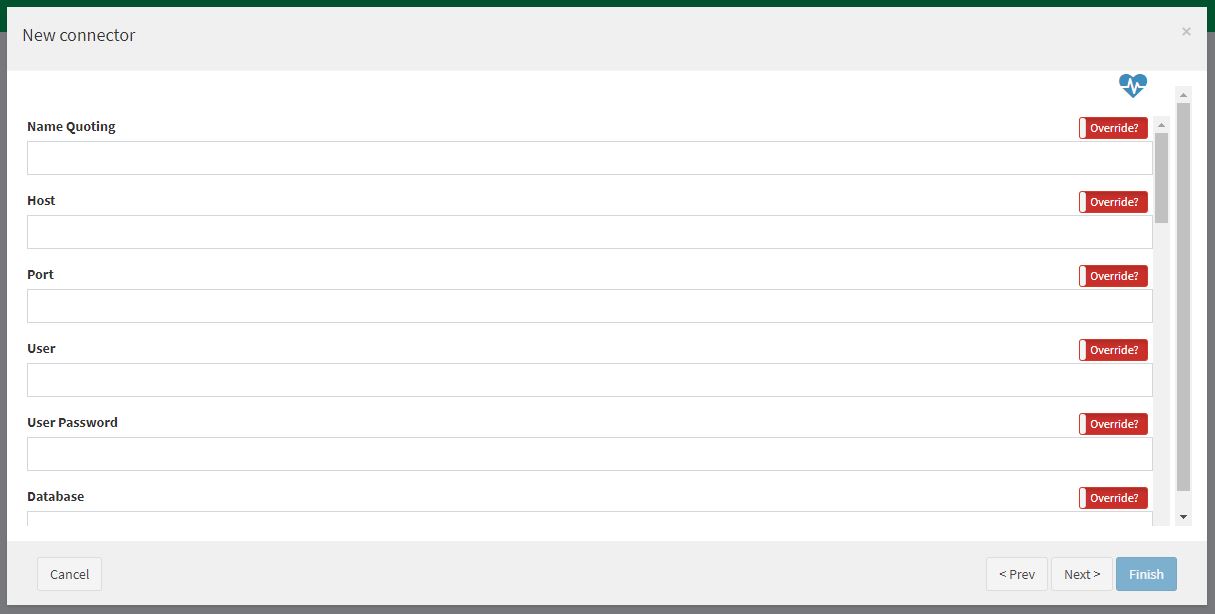 New connector
×
Name Quoting
Override?
Host
Override?
Port
Override?
User
Override?
User Password
Override?
Database
Override?
Cancel
< Prev
Next >
Finish